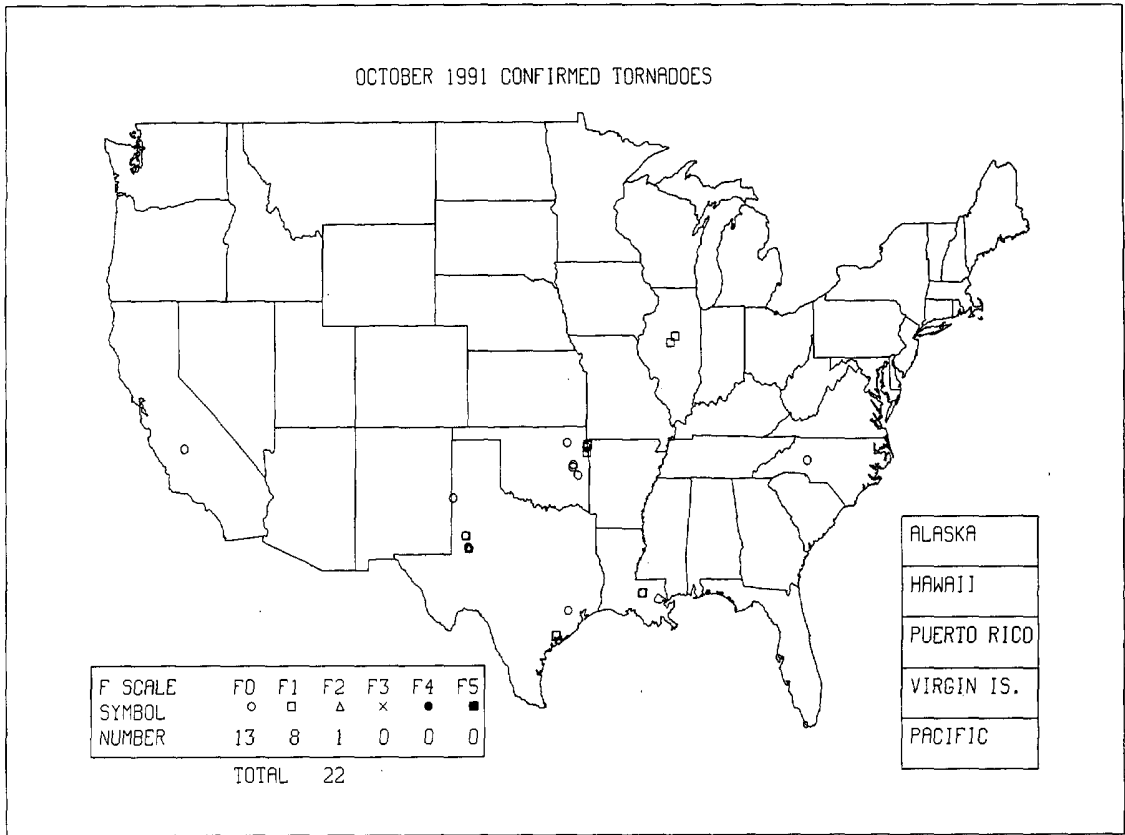 OCTOBER 1991 CONFIRMED TORNADOES
ALASKA
HAWAII
PUERTO RICO
VIRGIN IS.
PACIFIC
F SCALE F0 F1 F2 F3 F4 F5
SYMBOL ○ □ △ × ● ■
NUMBER 13 8 1 0 0 0
TOTAL 22